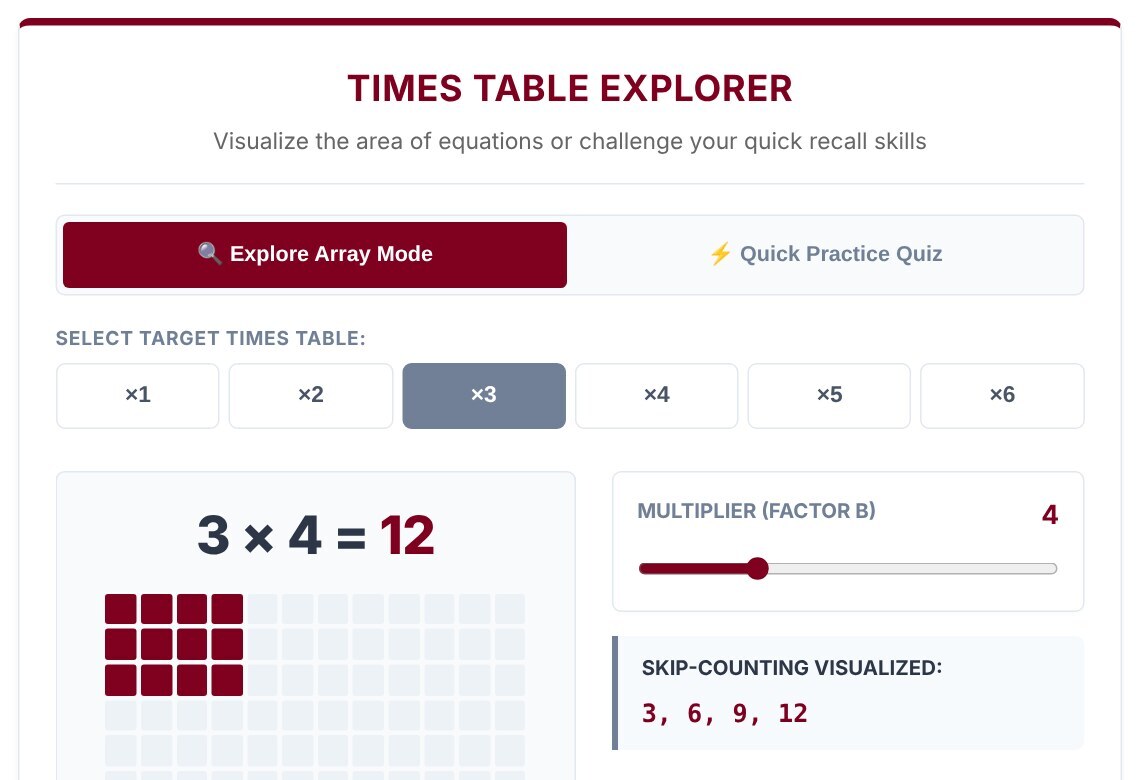 TIMES TABLE EXPLORER
Visualize the area of equations or challenge your quick recall skills
🔍 Explore Array Mode
⚡ Quick Practice Quiz
SELECT TARGET TIMES TABLE:
×1
×2
×3
×4
×5
×6
3 × 4 = 12
MULTIPLIER (FACTOR B)
4
SKIP-COUNTING VISUALIZED:
3, 6, 9, 12